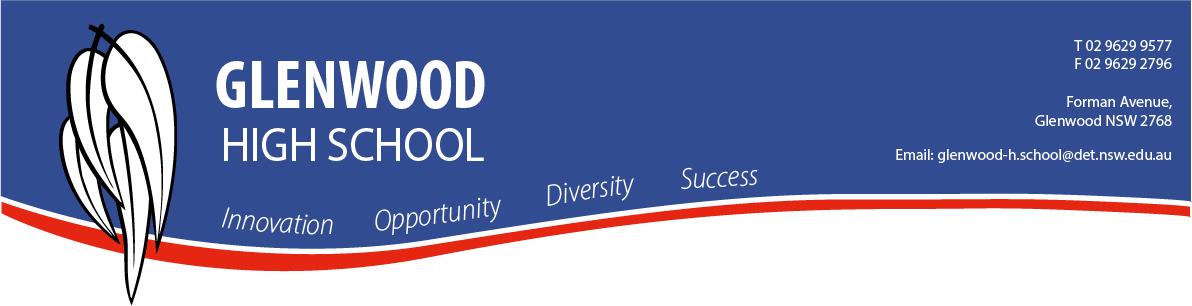 GLENWOOD
HIGH SCHOOL
Innovation Opportunity Diversity Success
T 02 9629 9577
F 02 9629 2796
Forman Avenue,
Glenwood NSW 2768
Email: glenwood-h.school@det.nsw.edu.au